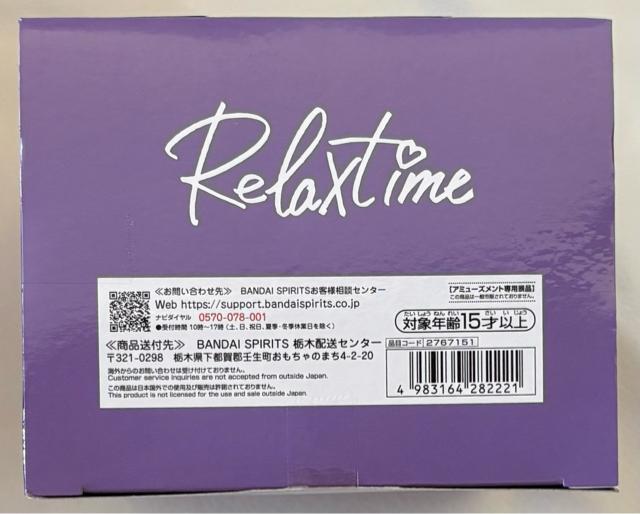 Relaxtime
≪お問い合わせ先≫ BANDAI SPIRITSお客様相談センター
Web https://support.bandaispirits.co.jp
ナビダイヤル 0570-078-001
●受付時間 10時~17時(土、日、祝日、夏季・冬季休業日を除く)
≪商品送付先≫ BANDAI SPIRITS 栃木配送センター
〒321-0298 栃木県下都賀郡壬生町おもちゃのまち4-2-20
海外からのお問い合わせは受け付けておりません。
Customer service inquiries are not accepted from outside Japan.
この商品は日本国外での使用及び販売は許諾されておりません。
This product is not licensed for the use and sale outside Japan.
【アミューズメント専用景品】
この商品は一般市販されておりません。
たいしょうねんれい さいいじょう
対象年齢15才以上
品目コード 2767151
4 983164 282221